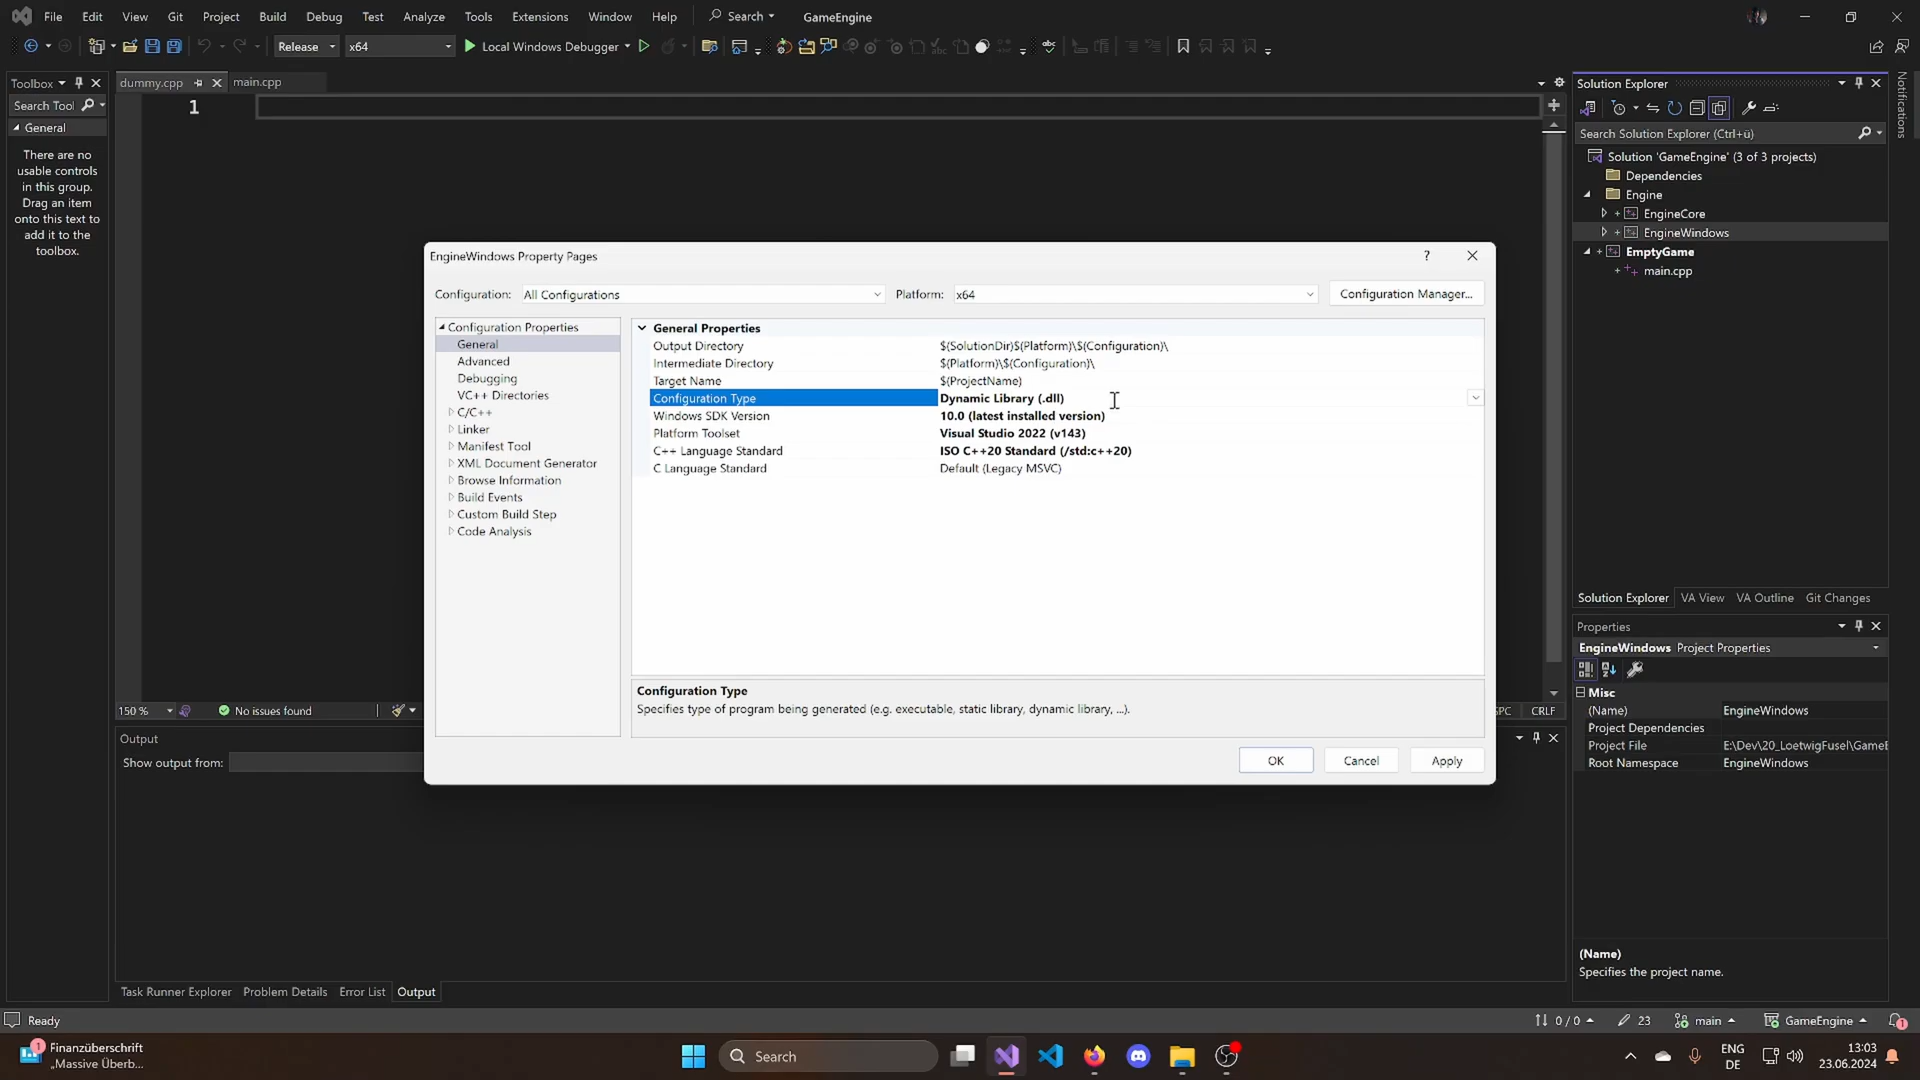 File Edit View Git Project Build Debug Test Analyze Tools Extensions Window Help Search GameEngine
Release x64 Local Windows Debugger
Toolbox
Search Tool
General
There are no
usable controls
in this group.
Drag an item
onto this text to
add it to the
toolbox.
dummy.cpp main.cpp
1
EngineWindows Property Pages
Configuration: All Configurations Platform: x64 Configuration Manager...
Configuration Properties
General
Advanced
Debugging
VC++ Directories
C/C++
Linker
Manifest Tool
XML Document Generator
Browse Information
Build Events
Custom Build Step
Code Analysis
General Properties
Output Directory $(SolutionDir)$(Platform)\$(Configuration)\
Intermediate Directory $(Platform)\$(Configuration)\
Target Name $(ProjectName)
Configuration Type Dynamic Library (.dll)
Windows SDK Version 10.0 (latest installed version)
Platform Toolset Visual Studio 2022 (v143)
C++ Language Standard ISO C++20 Standard (/std:c++20)
C Language Standard Default (Legacy MSVC)
Configuration Type
Specifies type of program being generated (e.g. executable, static library, dynamic library, ...).
OK Cancel Apply
Solution Explorer
Search Solution Explorer (Ctrl+ü)
Solution 'GameEngine' (3 of 3 projects)
Dependencies
Engine
EngineCore
EngineWindows
EmptyGame
main.cpp
Solution Explorer VA View VA Outline Git Changes
Notifications
Properties
EngineWindows Project Properties
Misc
(Name) EngineWindows
Project Dependencies
Project File E:\Dev\20_LoetwigFusel\GameE
Root Namespace EngineWindows
(Name)
Specifies the project name.
150 % No issues found SPC CRLF
Output
Show output from:
Task Runner Explorer Problem Details Error List Output
Ready 0 / 0 23 main GameEngine 1
1 Finanzüberschrift
„Massive Überb...
Search
ENG
DE
13:03
23.06.2024